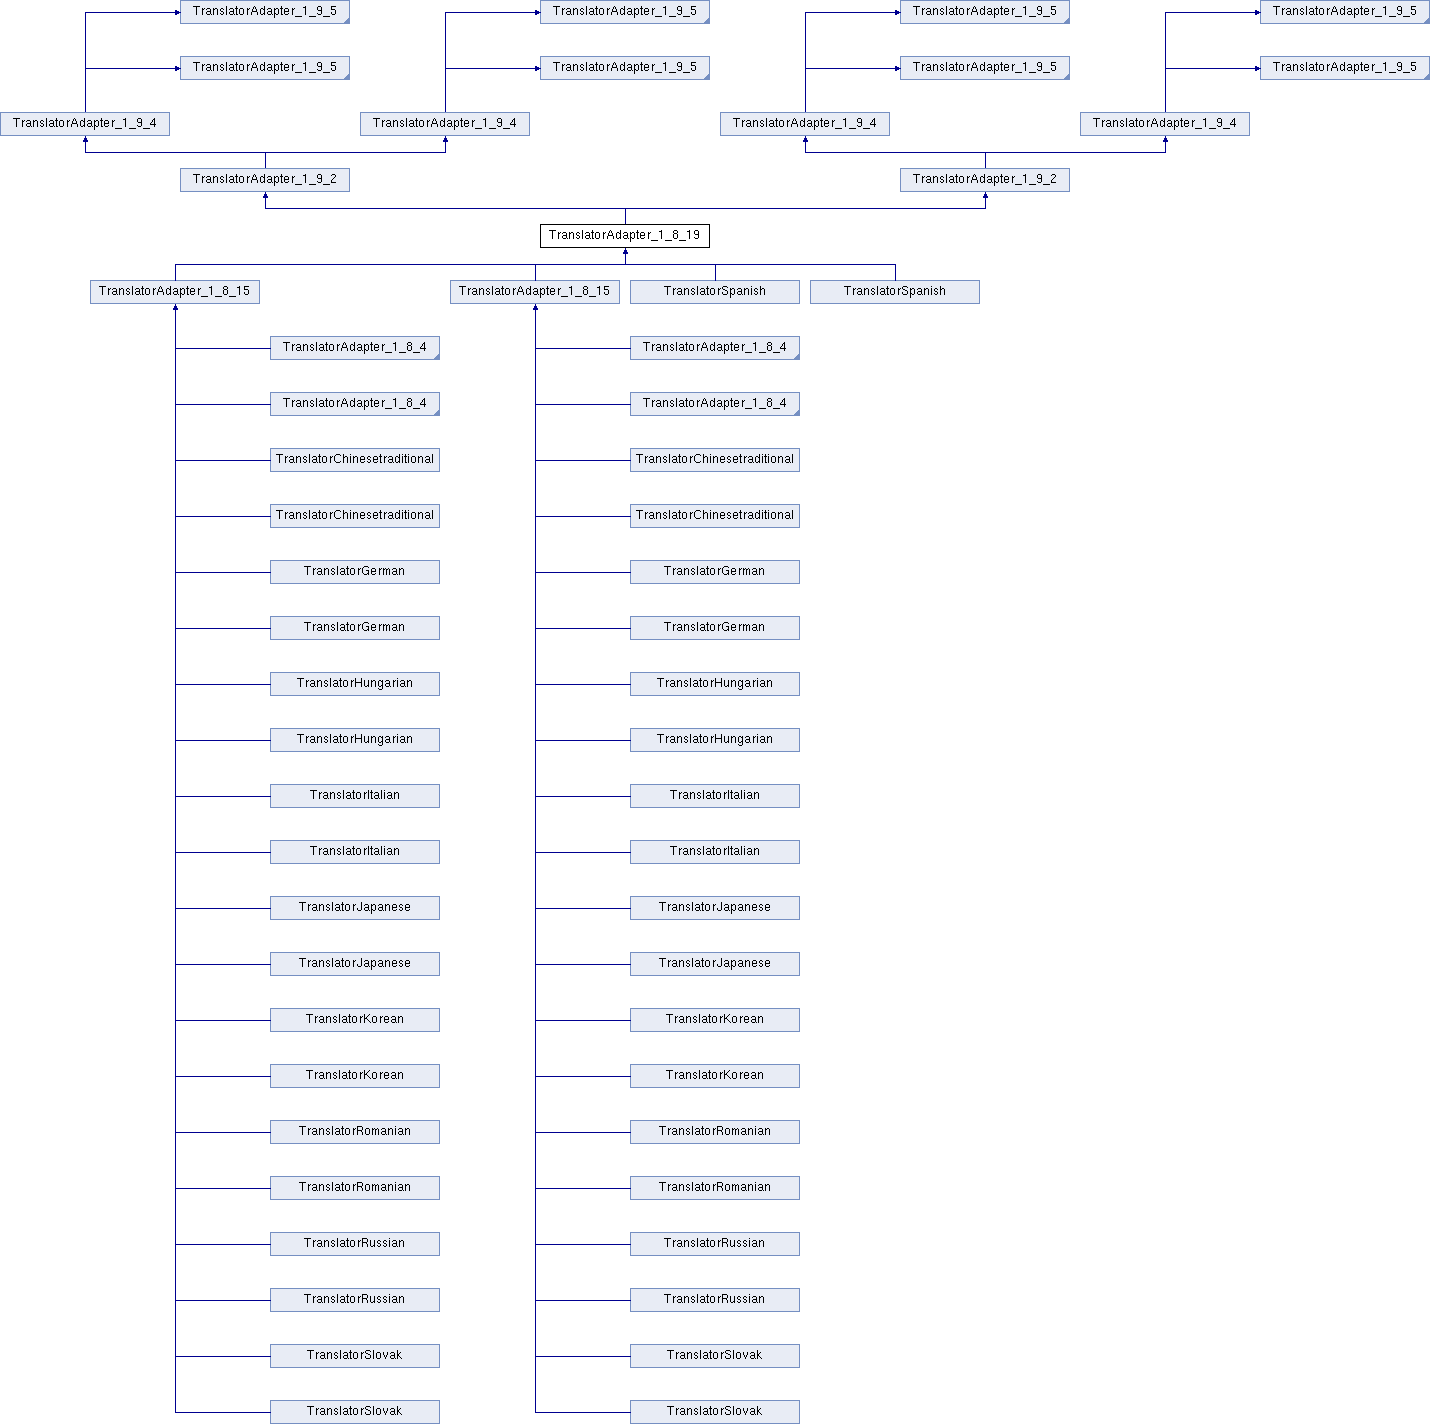 TranslatorAdapter_1_9_5
TranslatorAdapter_1_9_5
TranslatorAdapter_1_9_5
TranslatorAdapter_1_9_5
TranslatorAdapter_1_9_5
TranslatorAdapter_1_9_5
TranslatorAdapter_1_9_5
TranslatorAdapter_1_9_5
TranslatorAdapter_1_9_4
TranslatorAdapter_1_9_4
TranslatorAdapter_1_9_4
TranslatorAdapter_1_9_4
TranslatorAdapter_1_9_2
TranslatorAdapter_1_9_2
TranslatorAdapter_1_8_19
TranslatorAdapter_1_8_15
TranslatorAdapter_1_8_15
TranslatorSpanish
TranslatorSpanish
TranslatorAdapter_1_8_4
TranslatorAdapter_1_8_4
TranslatorAdapter_1_8_4
TranslatorAdapter_1_8_4
TranslatorChinesetraditional
TranslatorChinesetraditional
TranslatorChinesetraditional
TranslatorChinesetraditional
TranslatorGerman
TranslatorGerman
TranslatorGerman
TranslatorGerman
TranslatorHungarian
TranslatorHungarian
TranslatorHungarian
TranslatorHungarian
TranslatorItalian
TranslatorItalian
TranslatorItalian
TranslatorItalian
TranslatorJapanese
TranslatorJapanese
TranslatorJapanese
TranslatorJapanese
TranslatorKorean
TranslatorKorean
TranslatorKorean
TranslatorKorean
TranslatorRomanian
TranslatorRomanian
TranslatorRomanian
TranslatorRomanian
TranslatorRussian
TranslatorRussian
TranslatorRussian
TranslatorRussian
TranslatorSlovak
TranslatorSlovak
TranslatorSlovak
TranslatorSlovak